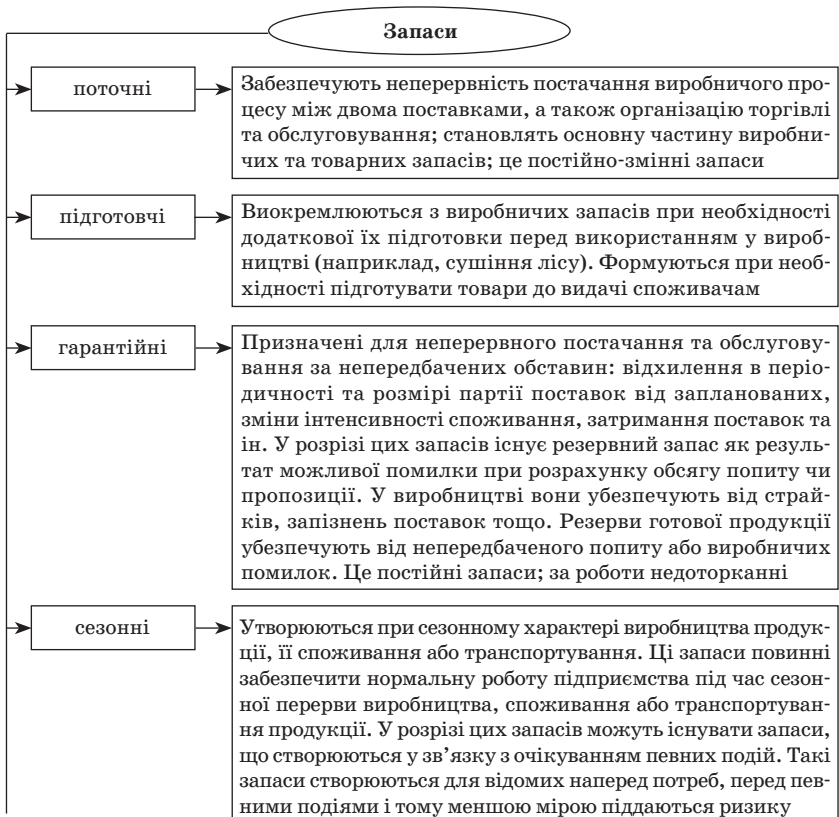 Запаси
поточні
Забезпечують неперервність постачання виробничого про-
цесу між двома поставками, а також організацію торгівлі
та обслуговування; становлять основну частину виробни-
чих та товарних запасів; це постійно-змінні запаси
підготовчі
Виокремлюються з виробничих запасів при необхідності
додаткової їх підготовки перед використанням у вироб-
ництві (наприклад, сушіння лісу). Формуються при необ-
хідності підготувати товари до видачі споживачам
гарантійні
Призначені для неперервного постачання та обслугову-
вання за непередбачених обставин: відхилення в періо-
дичності та розмірі партії поставок від запланованих,
зміни інтенсивності споживання, затримання поставок та
ін. У розрізі цих запасів існує резервний запас як резуль-
тат можливої помилки при розрахунку обсягу попиту чи
пропозиції. У виробництві вони убезпечують від страй-
ків, запізнень поставок тощо. Резерви готової продукції
убезпечують від непередбаченого попиту або виробничих
помилок. Це постійні запаси; за роботи недоторканні
сезонні
Утворюються при сезонному характері виробництва продук-
ції, її споживання або транспортування. Ці запаси повинні
забезпечити нормальну роботу підприємства під час сезон-
ної перерви виробництва, споживання або транспортуван-
ня продукції. У розрізі цих запасів можуть існувати запаси,
що створюються у зв’язку з очікуванням певних подій. Такі
запаси створюються для відомих наперед потреб, перед пев-
ними подіями і тому меншою мірою піддаються ризику